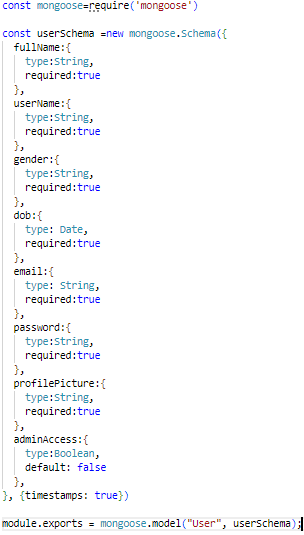 const mongoose=require('mongoose')

const userSchema =new mongoose.Schema({
  fullName:{
    type:String,
    required:true
  },
  userName:{
    type:String,
    required:true
  },
  gender:{
    type:String,
    required:true
  },
  dob:{
    type: Date,
    required:true
  },
  email:{
    type: String,
    required:true
  },
  password:{
    type:String,
    required:true
  },
  profilePicture:{
    type:String,
    required:true
  },
  adminAccess:{
    type:Boolean,
    default: false
  },
}, {timestamps: true})

module.exports = mongoose.model("User", userSchema);